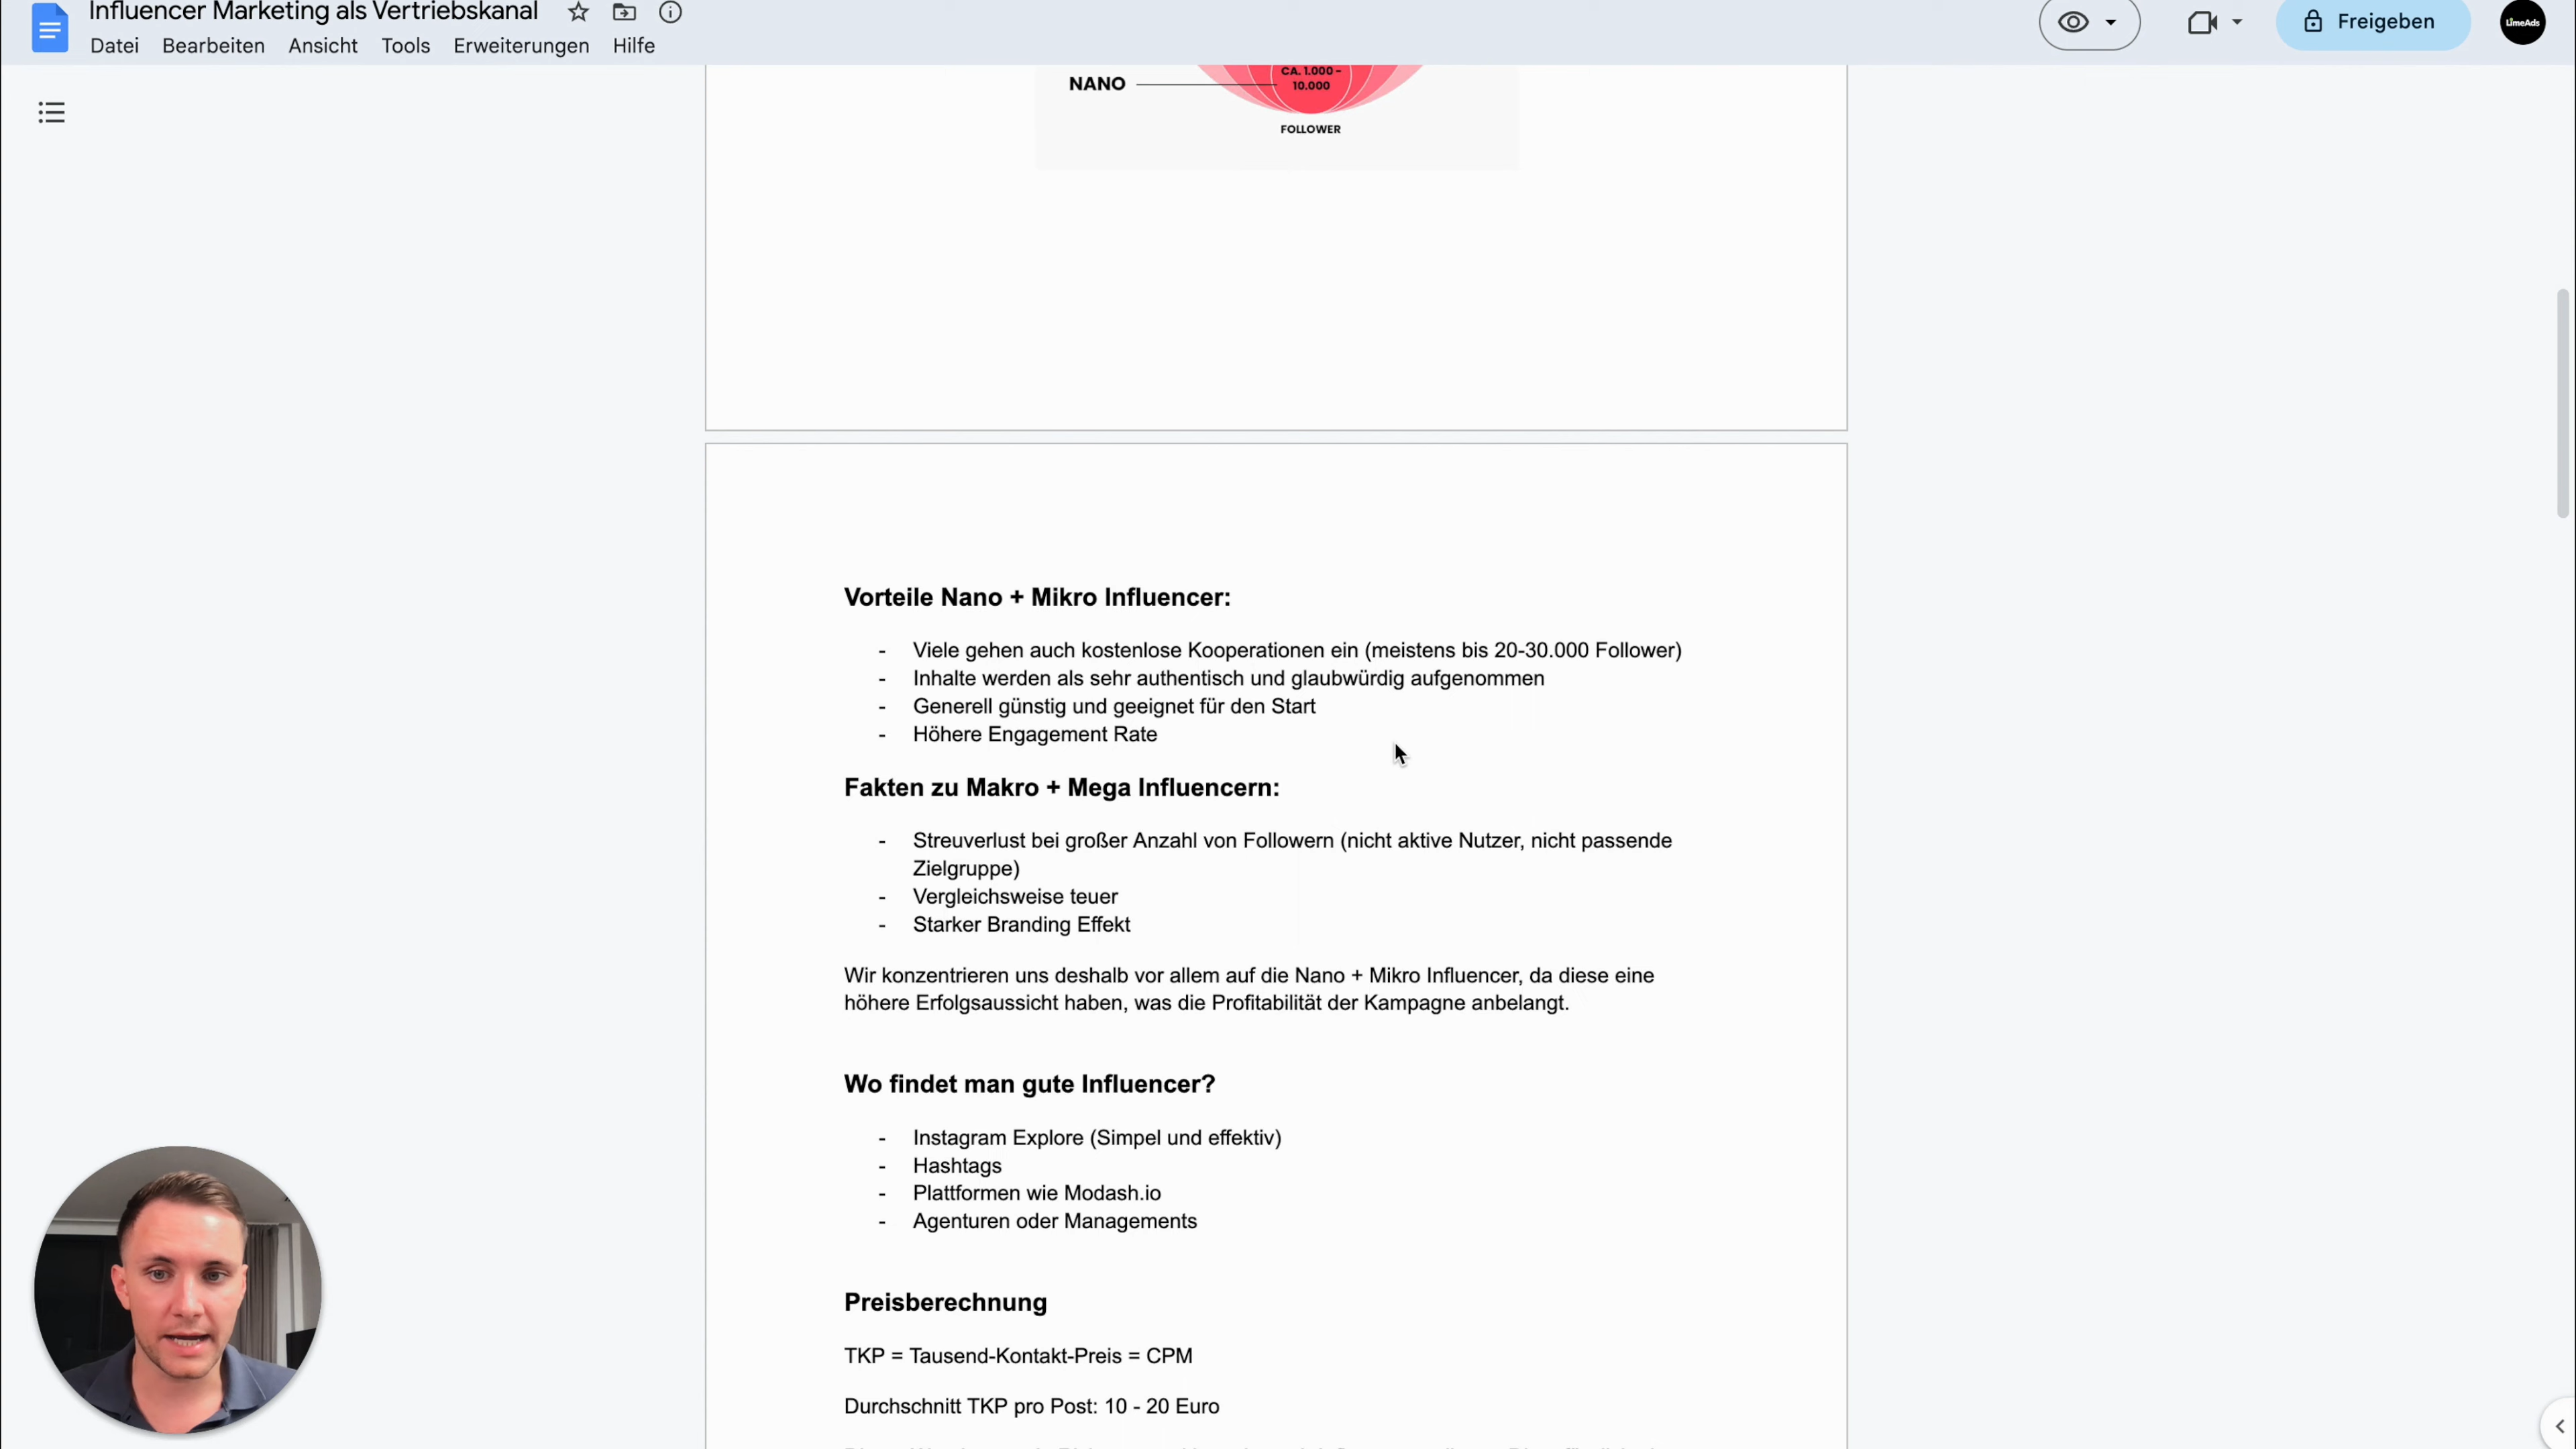 Influencer Marketing als Vertriebskanal
Datei Bearbeiten Ansicht Tools Erweiterungen Hilfe
Freigeben
LimeAds
CA. 1.000 -
10.000
NANO
FOLLOWER
Vorteile Nano + Mikro Influencer:
- Viele gehen auch kostenlose Kooperationen ein (meistens bis 20-30.000 Follower)
- Inhalte werden als sehr authentisch und glaubwürdig aufgenommen
- Generell günstig und geeignet für den Start
- Höhere Engagement Rate
Fakten zu Makro + Mega Influencern:
- Streuverlust bei großer Anzahl von Followern (nicht aktive Nutzer, nicht passende
Zielgruppe)
- Vergleichsweise teuer
- Starker Branding Effekt
Wir konzentrieren uns deshalb vor allem auf die Nano + Mikro Influencer, da diese eine
höhere Erfolgsaussicht haben, was die Profitabilität der Kampagne anbelangt.
Wo findet man gute Influencer?
- Instagram Explore (Simpel und effektiv)
- Hashtags
- Plattformen wie Modash.io
- Agenturen oder Managements
Preisberechnung
TKP = Tausend-Kontakt-Preis = CPM
Durchschnitt TKP pro Post: 10 - 20 Euro